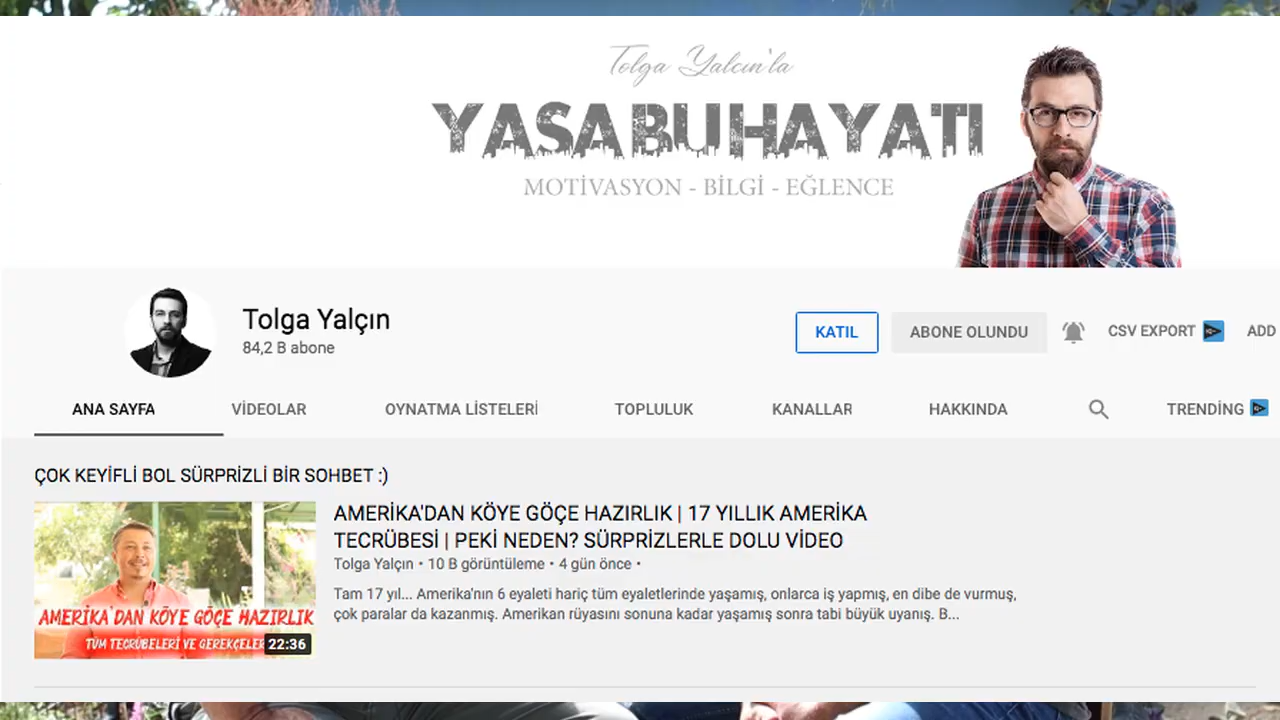 Tolga Yalçın'la
YAŞABUHAYATI
MOTİVASYON - BİLGİ - EĞLENCE
Tolga Yalçın
84,2 B abone
KATIL
ABONE OLUNDU
CSV EXPORT
ADD
ANA SAYFA
VİDEOLAR
OYNATMA LİSTELERİ
TOPLULUK
KANALLAR
HAKKINDA
TRENDİNG
ÇOK KEYİFLİ BOL SÜRPRİZLİ BİR SOHBET :)
AMERİKA'DAN KÖYE GÖÇE HAZIRLIK
TÜM TECRÜBELERİ VE GEREKÇELER
22:36
AMERİKA'DAN KÖYE GÖÇE HAZIRLIK | 17 YILLIK AMERİKA
TECRÜBESİ | PEKİ NEDEN? SÜRPRİZLERLE DOLU VİDEO
Tolga Yalçın • 10 B görüntüleme • 4 gün önce •
Tam 17 yıl... Amerika'nın 6 eyaleti hariç tüm eyaletlerinde yaşamış, onlarca iş yapmış, en dibe de vurmuş,
çok paralar da kazanmış. Amerikan rüyasını sonuna kadar yaşamış sonra tabi büyük uyanış. B...